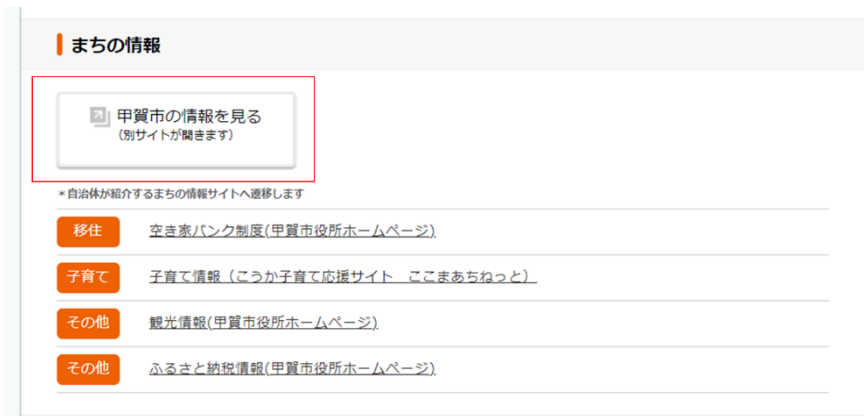 まちの情報
甲賀市の情報を見る
(別サイトが開きます)
*自治体が紹介するまちの情報サイトへ遷移します
移住 空き家バンク制度(甲賀市役所ホームページ)
子育て 子育て情報（こうか子育て応援サイト　ここまあちねっと）
その他 観光情報(甲賀市役所ホームページ)
その他 ふるさと納税情報(甲賀市役所ホームページ)